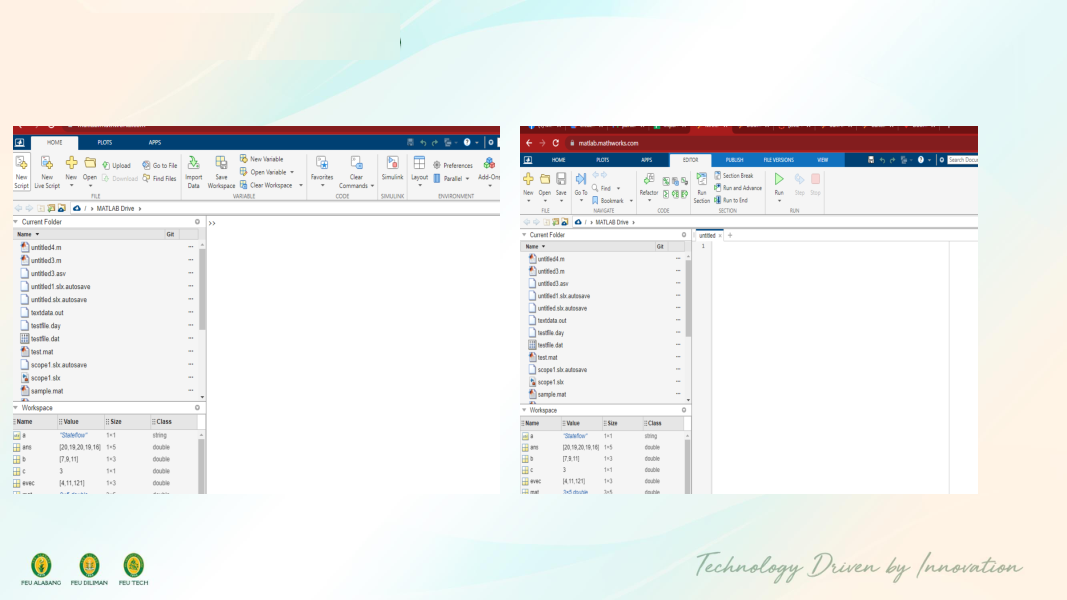 HOME PLOTS APPS
New Script
New Live Script
New
Open
Upload
Download
Go to File
Find Files
FILE
Import Data
Save Workspace
New Variable
Open Variable
Clear Workspace
VARIABLE
Favorites
Clear Commands
CODE
Simulink
SIMULINK
Layout
Preferences
Parallel
Add-Ons
ENVIRONMENT
/ > MATLAB Drive >
Current Folder
Name Git
untitled4.m
untitled3.m
untitled3.asv
untitled1.slx.autosave
untitled.slx.autosave
textdata.out
testfile.day
testfile.dat
test.mat
scope1.slx.autosave
scope1.slx
sample.mat
Workspace
Name Value Size Class
a "Stateflow" 1×1 string
ans [20,19,20,19,16] 1×5 double
b [7,9,11] 1×3 double
c 3 1×1 double
evec [4,11,121] 1×3 double
>>
matlab.mathworks.com
HOME PLOTS APPS EDITOR PUBLISH FILE VERSIONS VIEW
Search Docu
New
Open
Save
FILE
Go To
Find
Bookmark
NAVIGATE
Refactor
CODE
Run Section
Section Break
Run and Advance
Run to End
SECTION
Run
Step
Stop
RUN
/ > MATLAB Drive >
Current Folder
Name Git
untitled4.m
untitled3.m
untitled3.asv
untitled1.slx.autosave
untitled.slx.autosave
textdata.out
testfile.day
testfile.dat
test.mat
scope1.slx.autosave
scope1.slx
sample.mat
Workspace
Name Value Size Class
a "Stateflow" 1×1 string
ans [20,19,20,19,16] 1×5 double
b [7,9,11] 1×3 double
c 3 1×1 double
evec [4,11,121] 1×3 double
mat 3×5 double 3×5 double
untitled × +
1
FEU ALABANG FEU DILIMAN FEU TECH
Technology Driven by Innovation